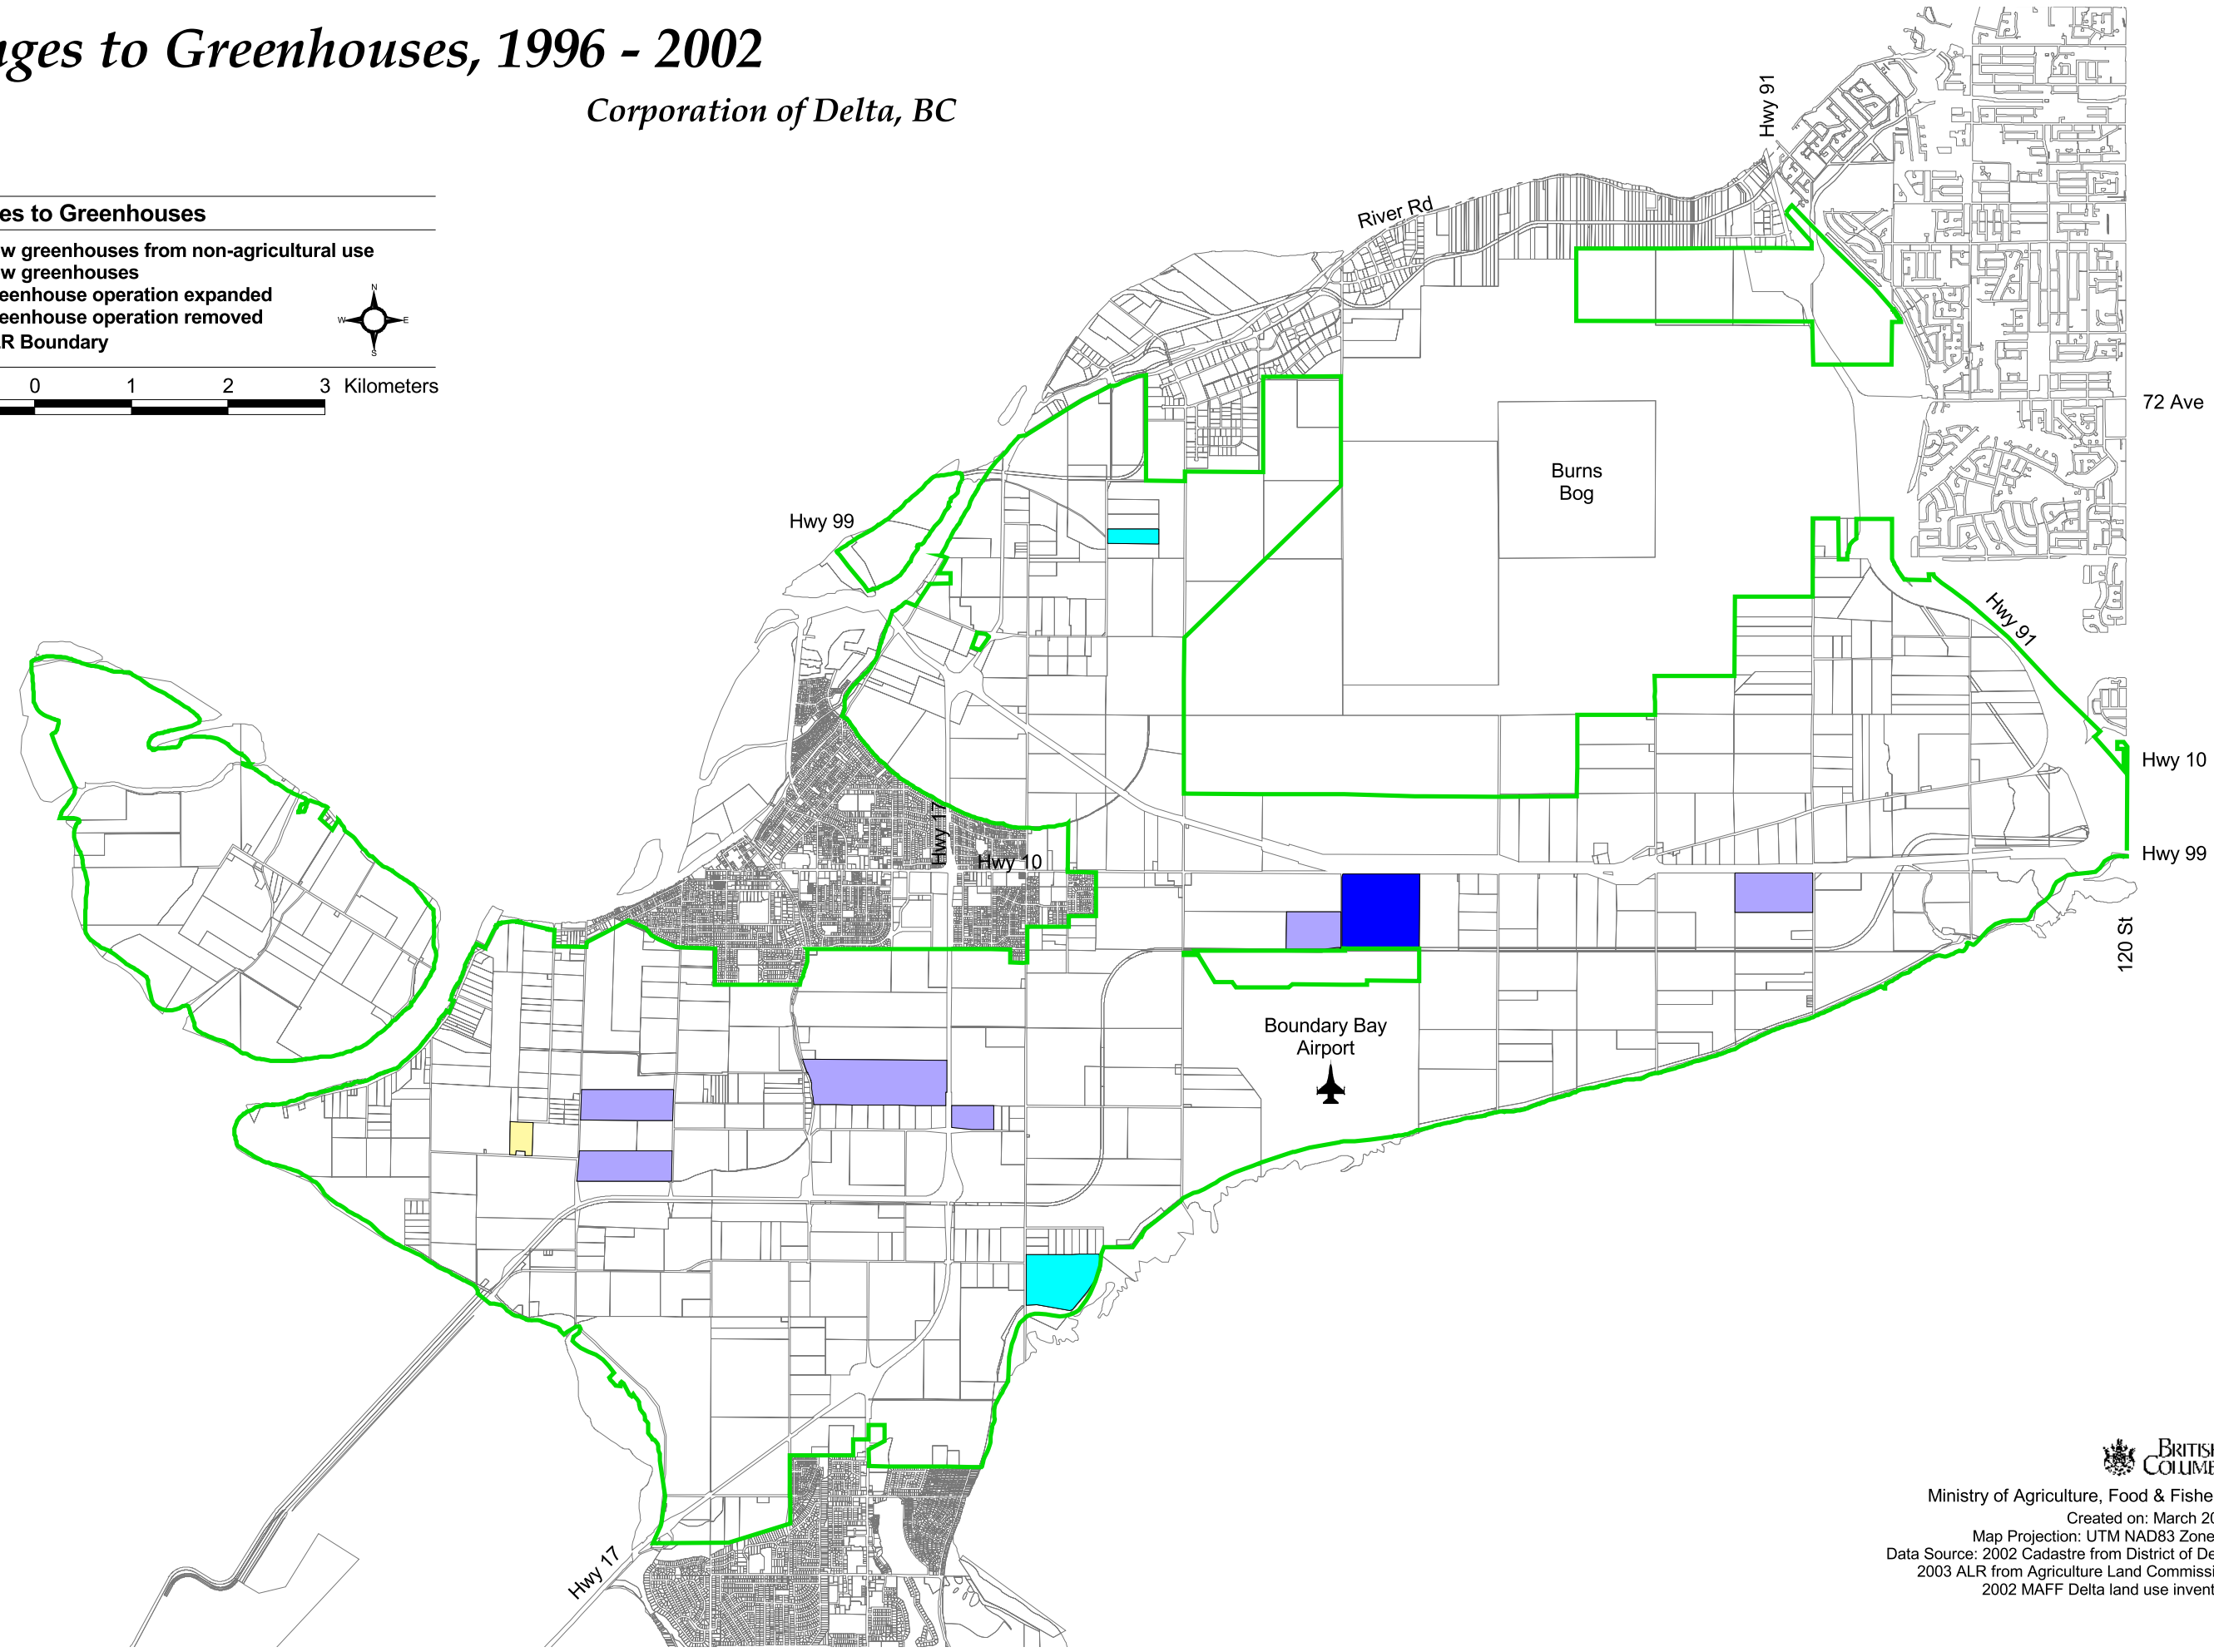 ges to Greenhouses, 1996 - 2002
Corporation of Delta, BC
es to Greenhouses
w greenhouses from non-agricultural use
w greenhouses
eenhouse operation expanded
eenhouse operation removed
R Boundary
N
W E
S
0 1 2 3 Kilometers
Hwy 91
River Rd
72 Ave
Burns
Bog
Hwy 99
Hwy 91
Hwy 10
Hwy 17
Hwy 10
Hwy 99
120 St
Boundary Bay
Airport
Hwy 17
BRITISH
COLUMB
Ministry of Agriculture, Food & Fishe
Created on: March 20
Map Projection: UTM NAD83 Zone
Data Source: 2002 Cadastre from District of De
2003 ALR from Agriculture Land Commissi
2002 MAFF Delta land use invent